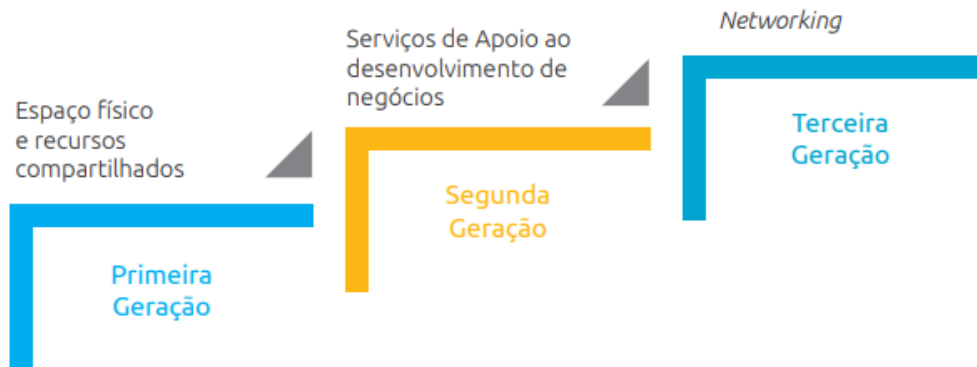 Espaço físico
e recursos
compartilhados
Primeira
Geração
Serviços de Apoio ao
desenvolvimento de
negócios
Segunda
Geração
Networking
Terceira
Geração